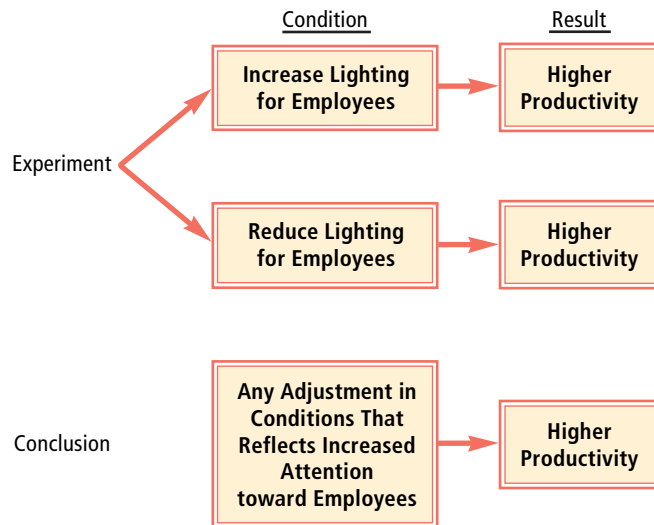 Condition
Result
Increase Lighting
for Employees
Higher
Productivity
Experiment
Reduce Lighting
for Employees
Higher
Productivity
Conclusion
Any Adjustment in
Conditions That
Reflects Increased
Attention
toward Employees
Higher
Productivity